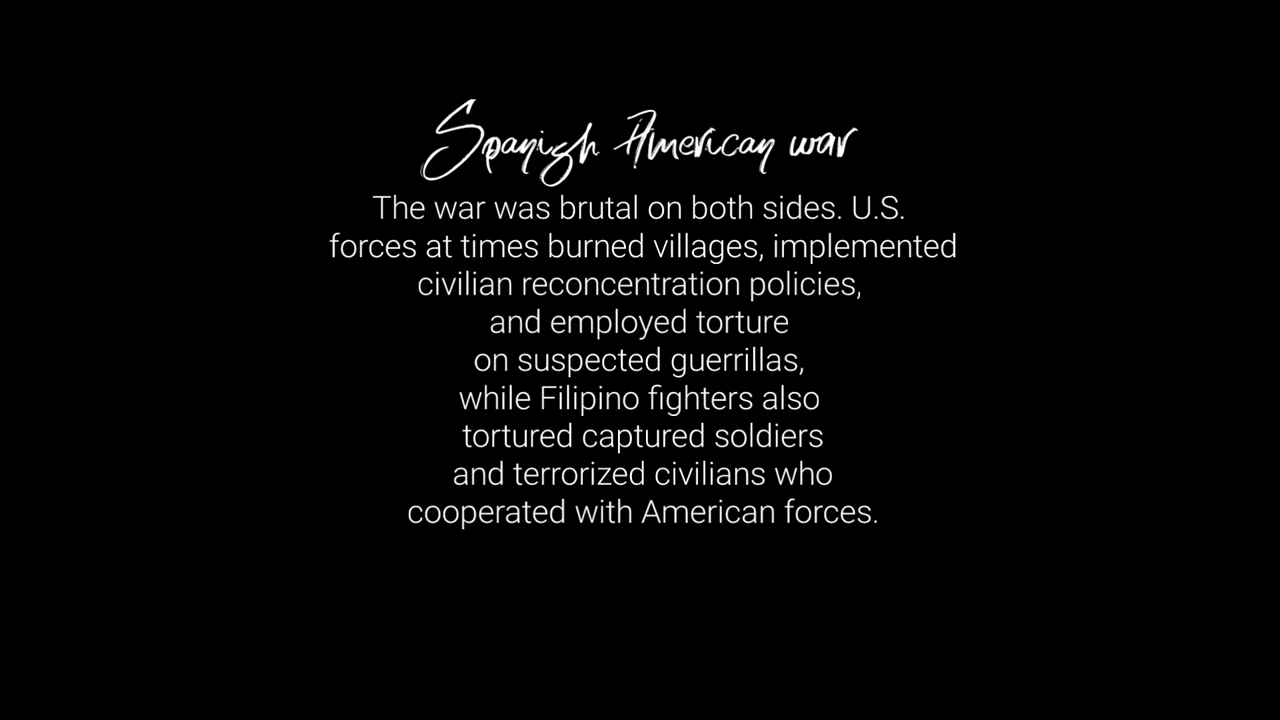 Spanish American war
The war was brutal on both sides. U.S.
forces at times burned villages, implemented
civilian reconcentration policies,
and employed torture
on suspected guerrillas,
while Filipino fighters also
tortured captured soldiers
and terrorized civilians who
cooperated with American forces.